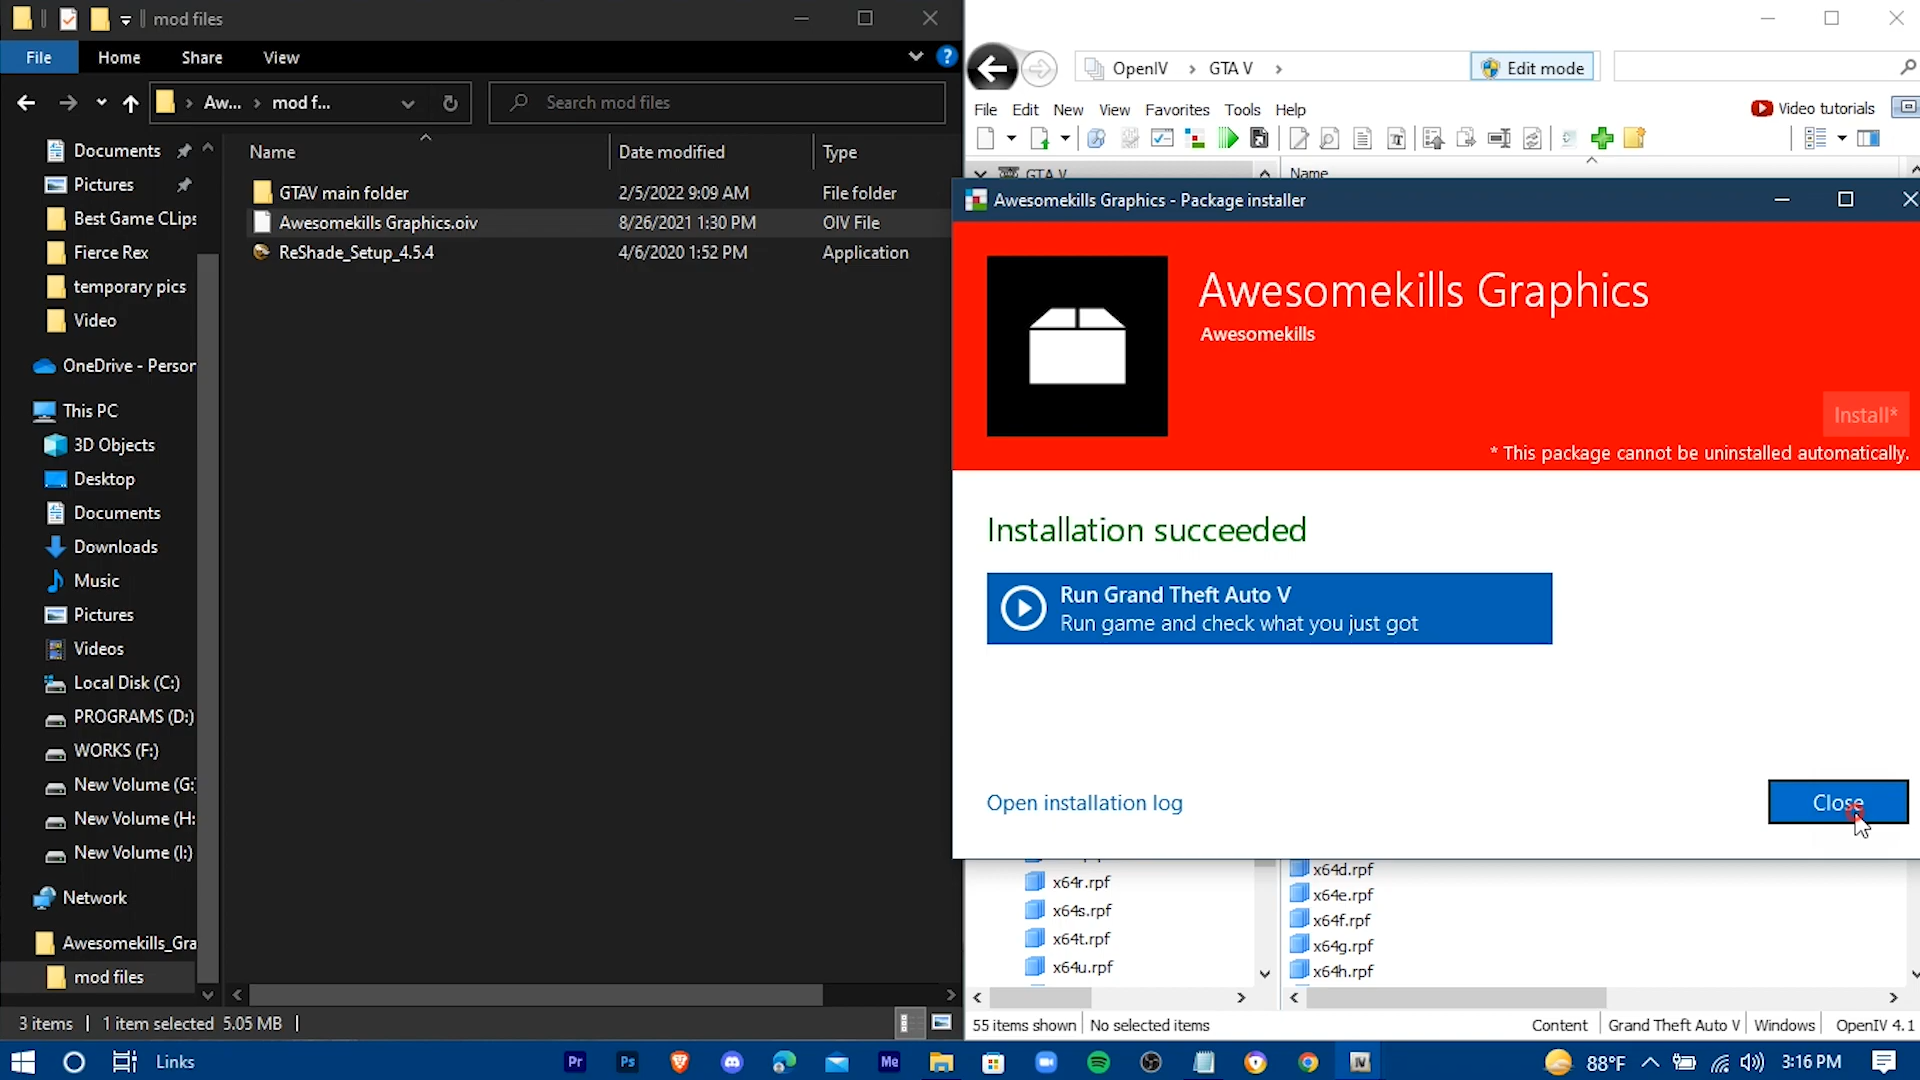 mod files
File
Home
Share
View
Aw...
mod f...
Search mod files
Documents
Pictures
Best Game CLips
Fierce Rex
temporary pics
Video
OneDrive - Person
This PC
3D Objects
Desktop
Documents
Downloads
Music
Pictures
Videos
Local Disk (C:)
PROGRAMS (D:)
WORKS (F:)
New Volume (G:)
New Volume (H:
New Volume (I:)
Network
Awesomekills_Gra
mod files
Name Date modified Type
GTAV main folder 2/5/2022 9:09 AM File folder
Awesomekills Graphics.oiv 8/26/2021 1:30 PM OIV File
ReShade_Setup_4.5.4 4/6/2020 1:52 PM Application
3 items 1 item selected 5.05 MB
OpenIV
GTA V
Edit mode
File Edit New View Favorites Tools Help
Video tutorials
GTA V
Name
Awesomekills Graphics - Package installer
Awesomekills Graphics
Awesomekills
Install*
* This package cannot be uninstalled automatically.
Installation succeeded
Run Grand Theft Auto V
Run game and check what you just got
Open installation log
Close
x64r.rpf
x64s.rpf
x64t.rpf
x64u.rpf
x64d.rpf
x64e.rpf
x64f.rpf
x64g.rpf
x64h.rpf
55 items shown No selected items
Content Grand Theft Auto V Windows OpenIV 4.1
Links
Pr
Ps
Me
IV
88°F
3:16 PM